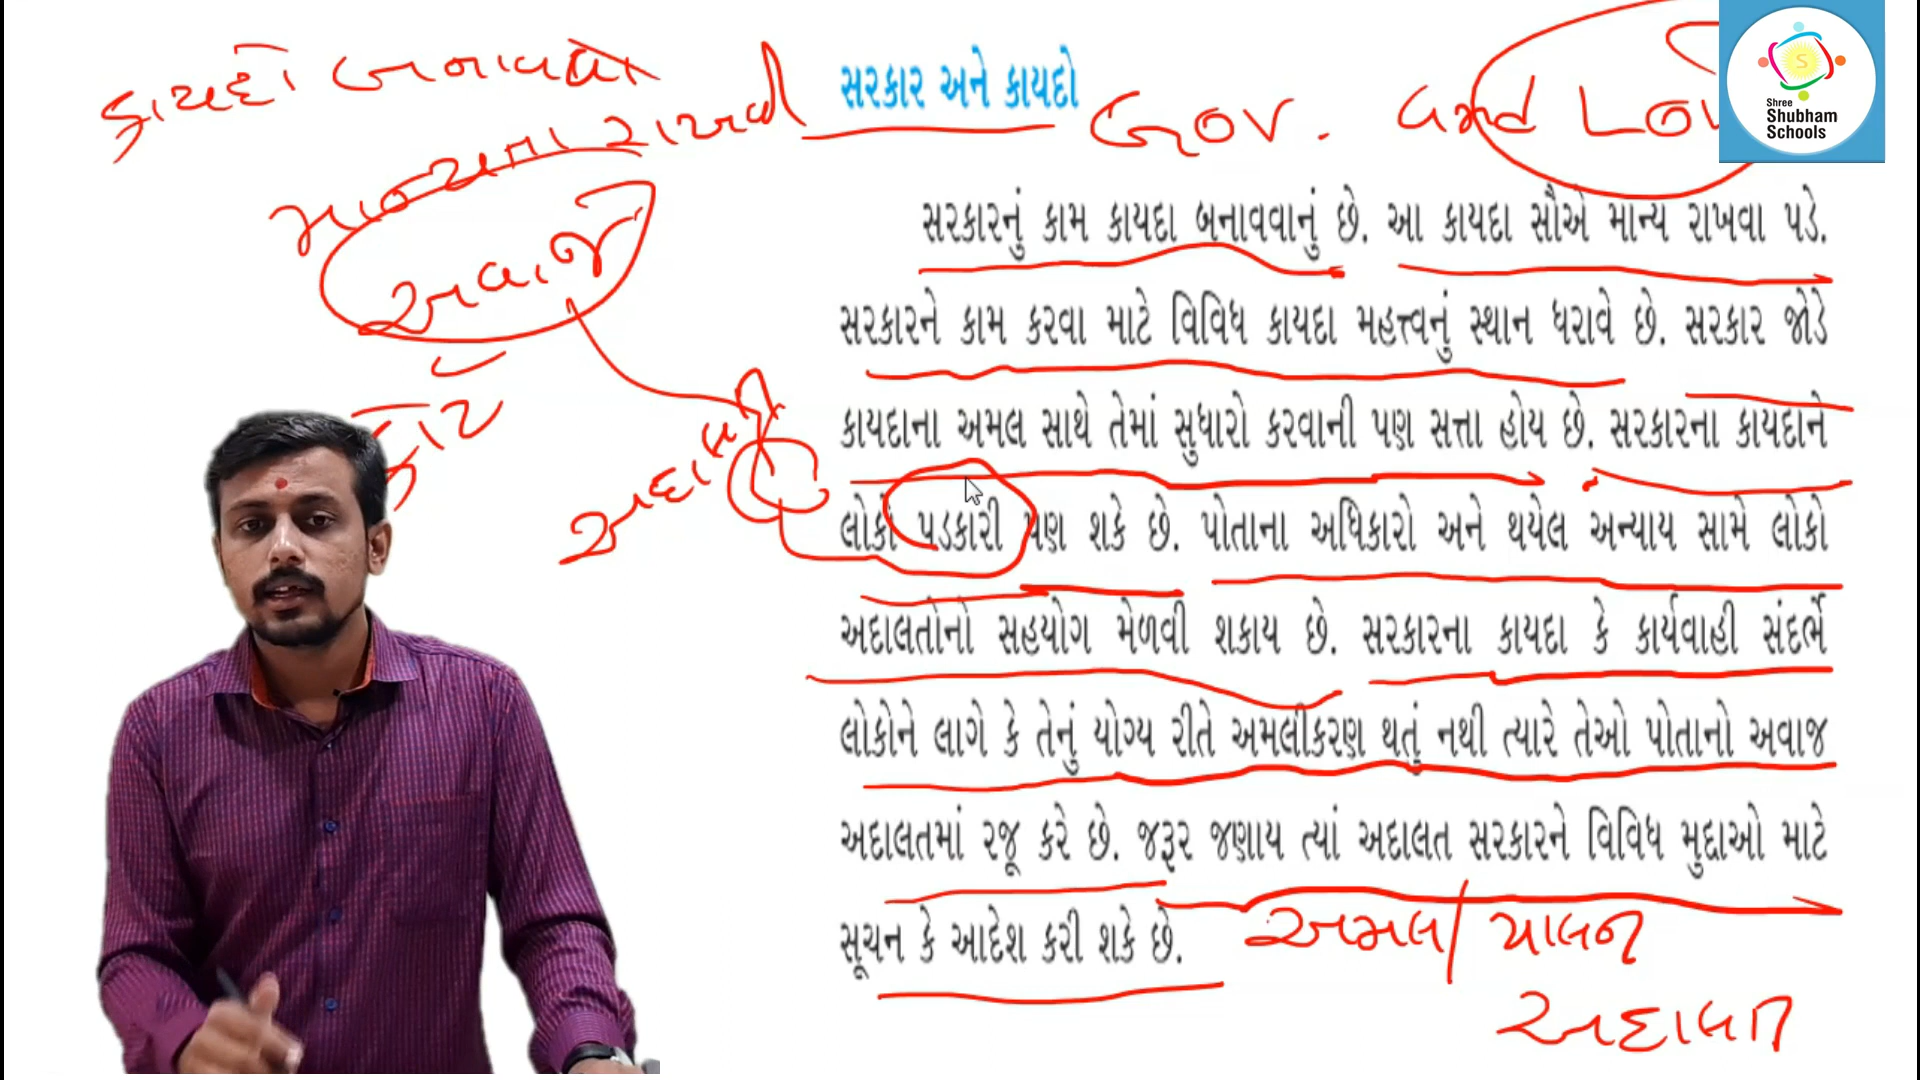 કાયદો બનાવવો
માન્યતા રાખવી
અવાજ
કોર્ટ
અદાલત
સરકાર અને કાયદો
Gov. and Low
Shree
Shubham
Schools
સરકારનું કામ કાયદા બનાવવાનું છે. આ કાયદા સૌએ માન્ય રાખવા પડે.
સરકારને કામ કરવા માટે વિવિધ કાયદા મહત્ત્વનું સ્થાન ધરાવે છે. સરકાર જોડે
કાયદાના અમલ સાથે તેમાં સુધારો કરવાની પણ સત્તા હોય છે. સરકારના કાયદાને
લોકો પડકારી પણ શકે છે. પોતાના અધિકારો અને થયેલ અન્યાય સામે લોકો
અદાલતોનો સહયોગ મેળવી શકાય છે. સરકારના કાયદા કે કાર્યવાહી સંદર્ભે
લોકોને લાગે કે તેનું યોગ્ય રીતે અમલીકરણ થતું નથી ત્યારે તેઓ પોતાનો અવાજ
અદાલતમાં રજૂ કરે છે. જરૂર જણાય ત્યાં અદાલત સરકારને વિવિધ મુદ્દાઓ માટે
સૂચન કે આદેશ કરી શકે છે.
અમલ/પાલન
અદાલત